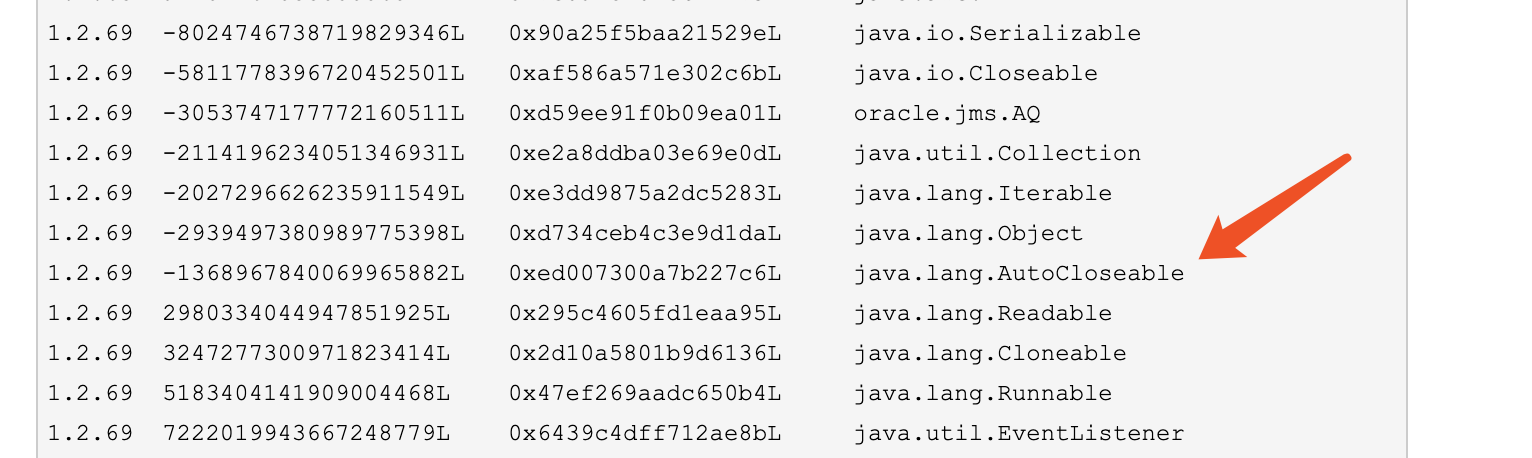 1.2.69 -8024746738719829346L 0x90a25f5baa21529eL java.io.Serializable
1.2.69 -5811778396720452501L 0xaf586a571e302c6bL java.io.Closeable
1.2.69 -3053747177772160511L 0xd59ee91f0b09ea01L oracle.jms.AQ
1.2.69 -2114196234051346931L 0xe2a8ddba03e69e0dL java.util.Collection
1.2.69 -2027296626235911549L 0xe3dd9875a2dc5283L java.lang.Iterable
1.2.69 -2939497380989775398L 0xd734ceb4c3e9d1daL java.lang.Object
1.2.69 -1368967840069965882L 0xed007300a7b227c6L java.lang.AutoCloseable
1.2.69 2980334044947851925L 0x295c4605fd1eaa95L java.lang.Readable
1.2.69 3247277300971823414L 0x2d10a5801b9d6136L java.lang.Cloneable
1.2.69 5183404141909004468L 0x47ef269aadc650b4L java.lang.Runnable
1.2.69 7222019943667248779L 0x6439c4dff712ae8bL java.util.EventListener